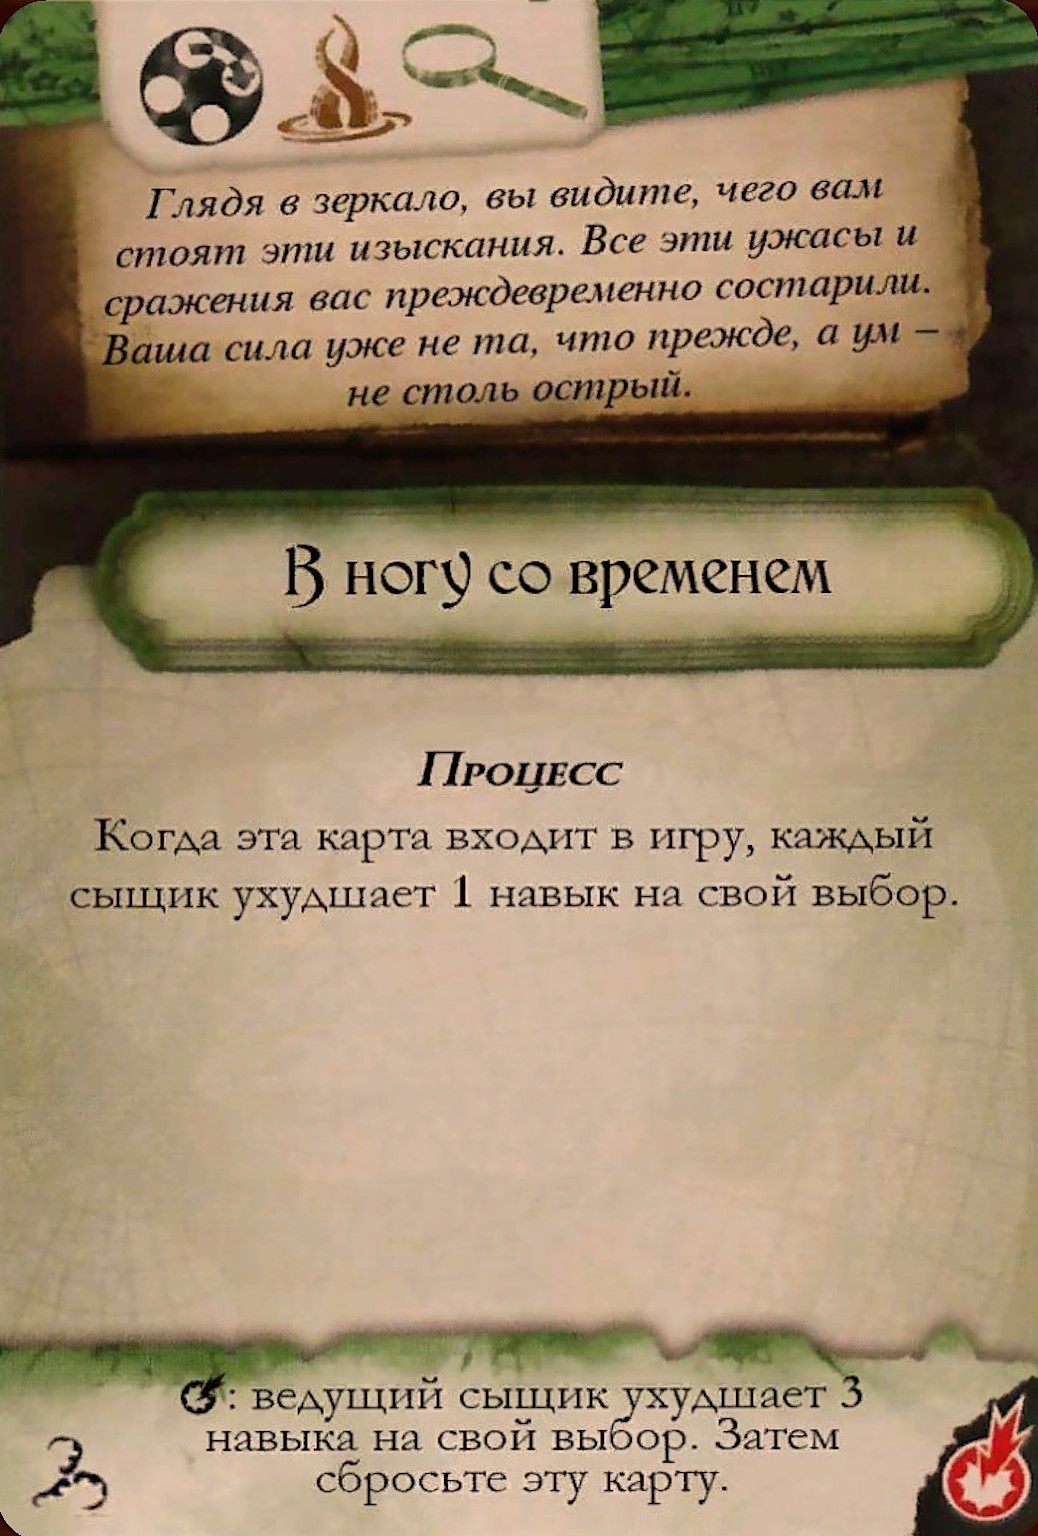 Глядя в зеркало, вы видите, чего вам
стоят эти изыскания. Все эти ужасы и
сражения вас преждевременно состарили.
Ваша сила уже не та, что прежде, а ум –
не столь острый.
В ногу со временем
Процесс
Когда эта карта входит в игру, каждый
сыщик ухудшает 1 навык на свой выбор.
: ведущий сыщик ухудшает 3
навыка на свой выбор. Затем
сбросьте эту карту.